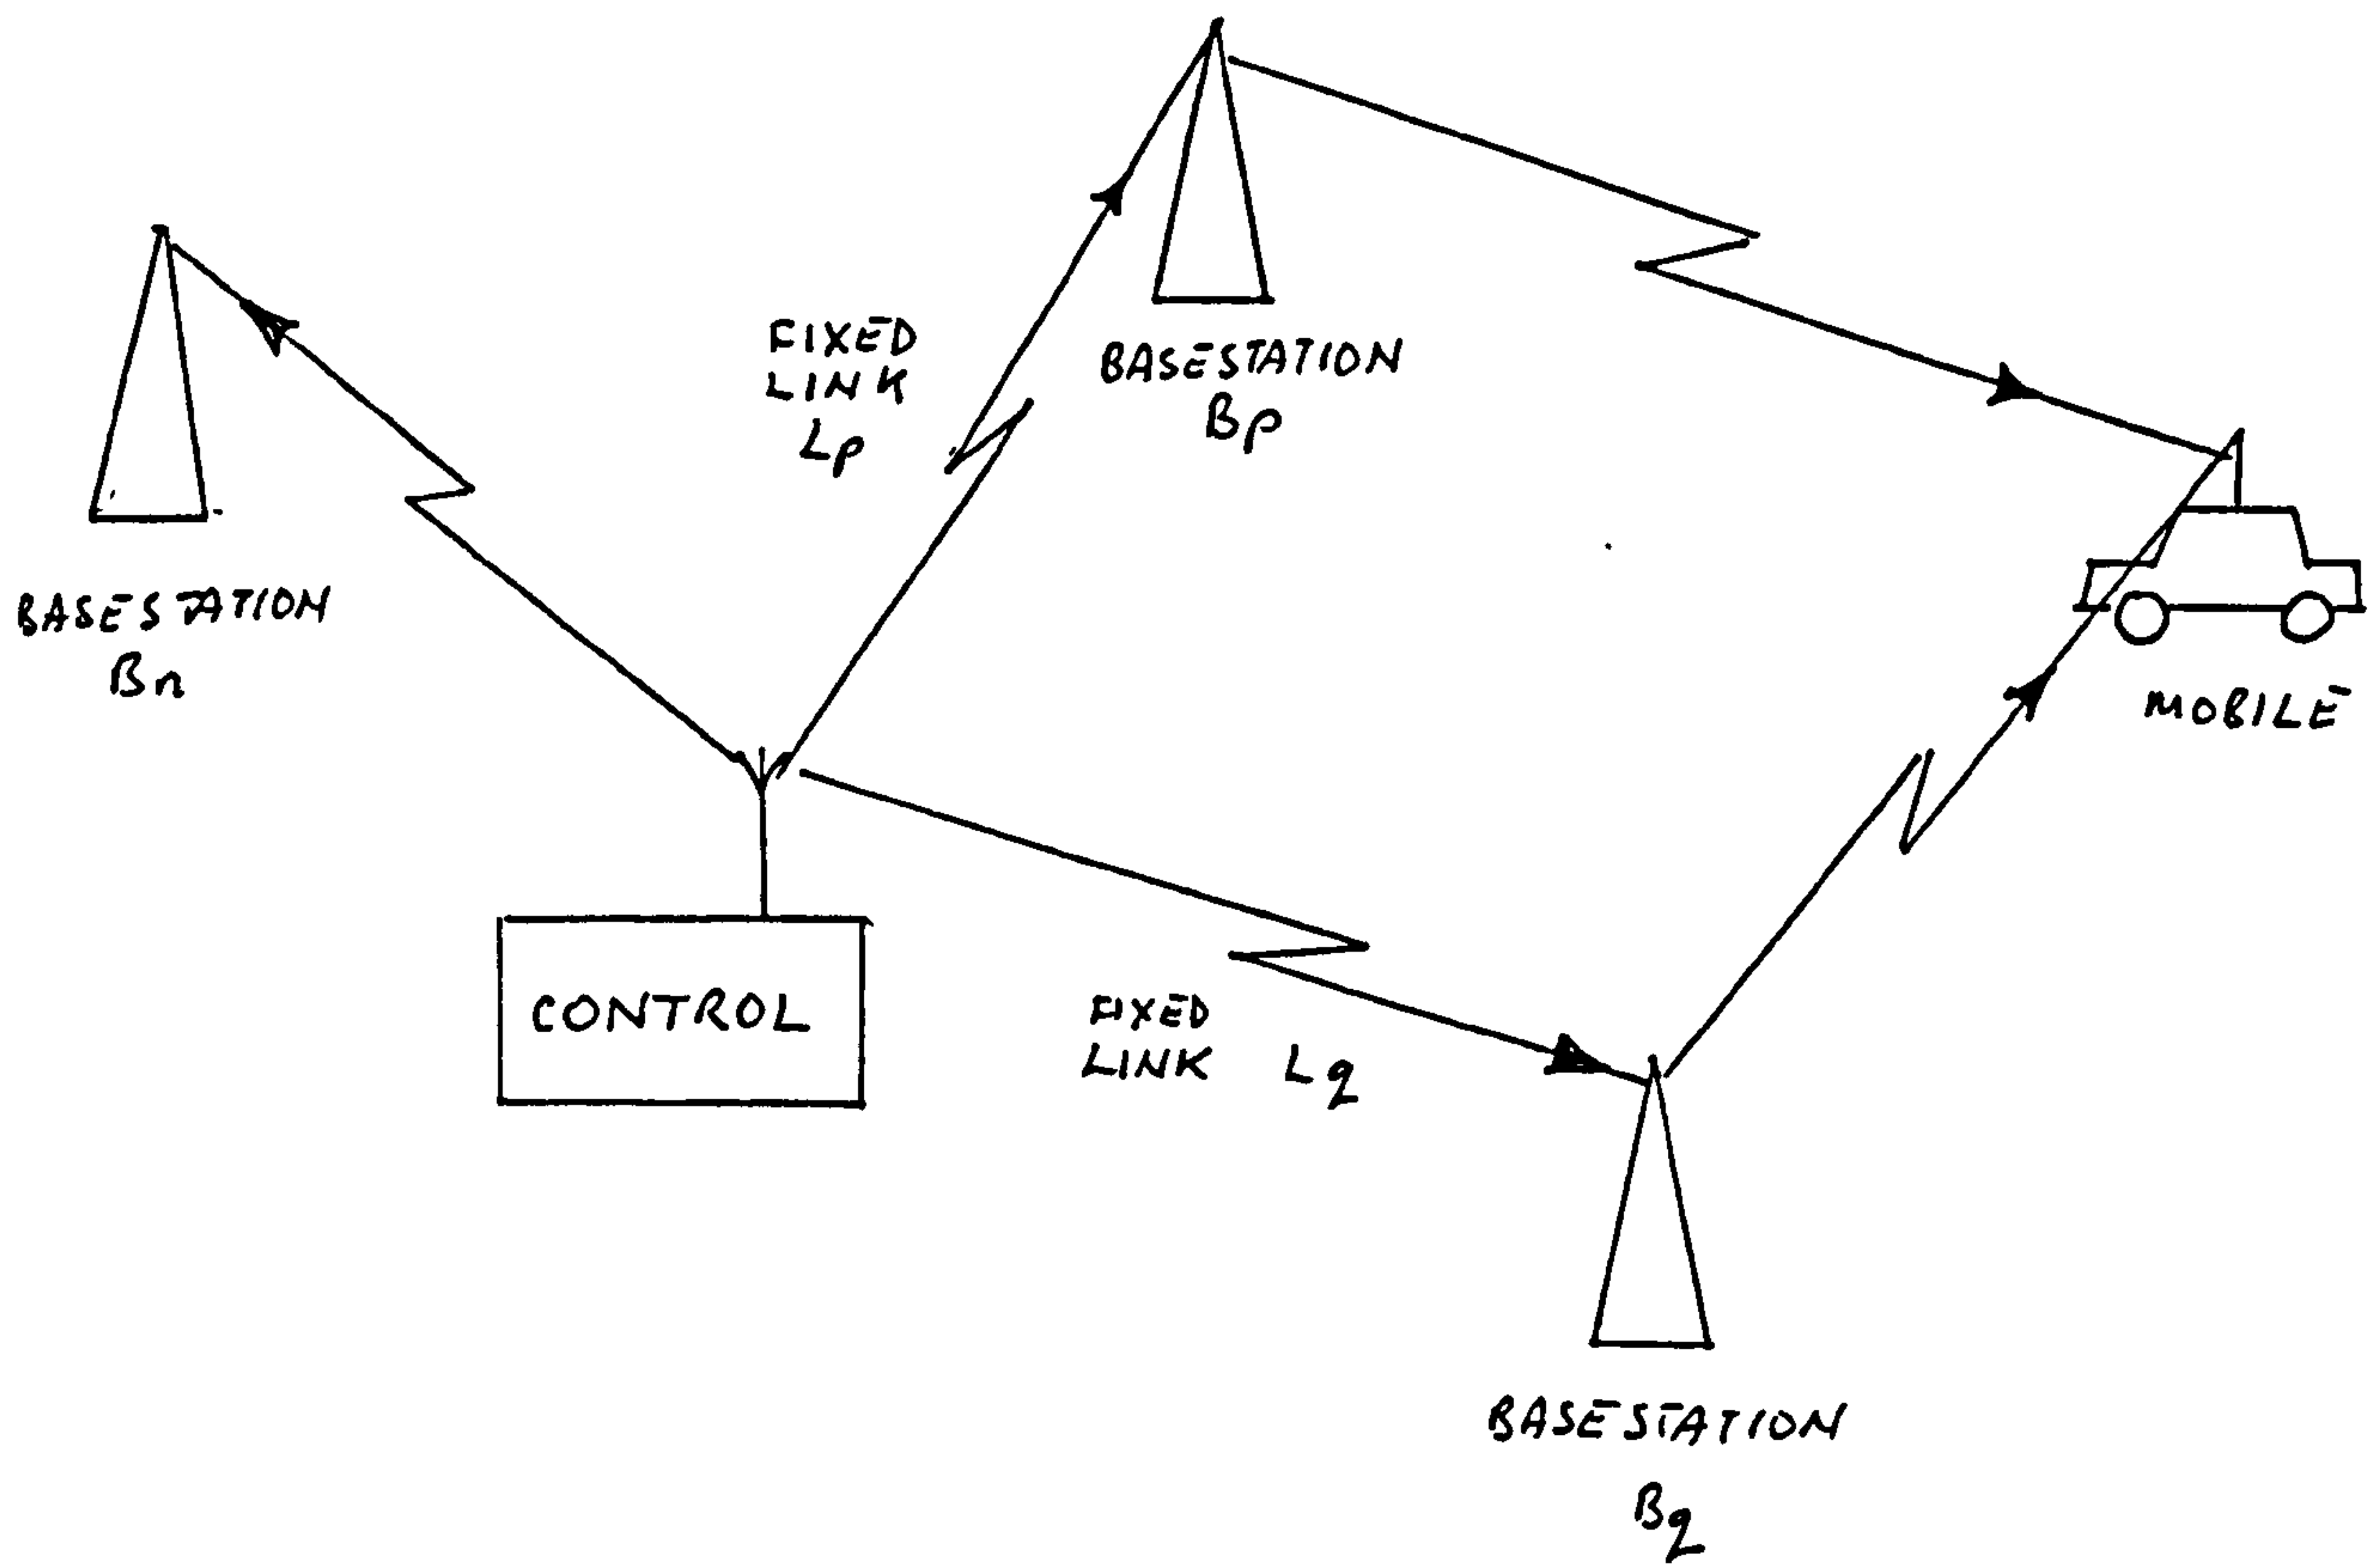 FIXED
LINK
Lp
BASESTATION
Bp
BASESTATION
Bn
MOBILE
CONTROL
FIXED
LINK Lq
BASESTATION
Bq